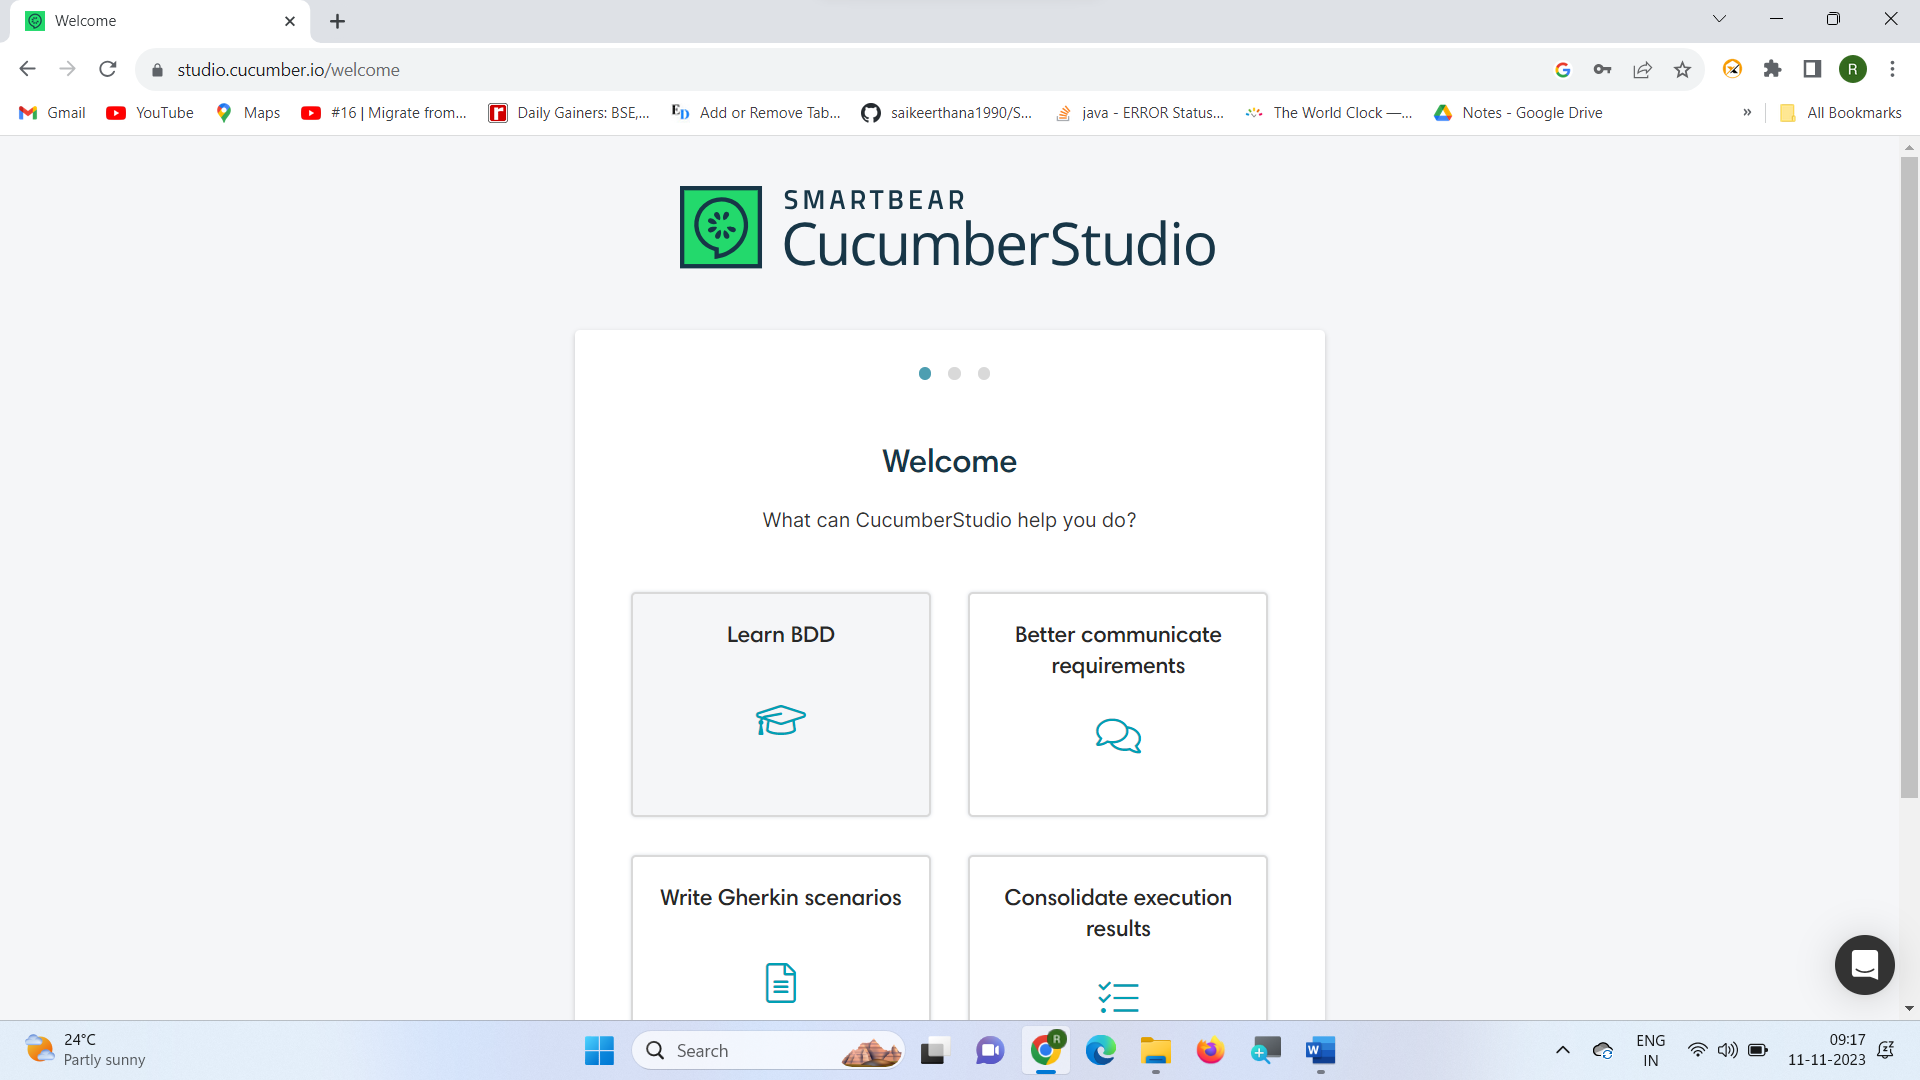 Welcome
studio.cucumber.io/welcome
R
Gmail
YouTube
Maps
#16 | Migrate from...
Daily Gainers: BSE,...
ED
Add or Remove Tab...
saikeerthana1990/S...
java - ERROR Status...
The World Clock —...
Notes - Google Drive
»
All Bookmarks
SMARTBEAR
CucumberStudio
Welcome
What can CucumberStudio help you do?
Learn BDD
Better communicate
requirements
Write Gherkin scenarios
Consolidate execution
results
24°C
Partly sunny
Search
R
W
ENG
IN
09:17
11-11-2023